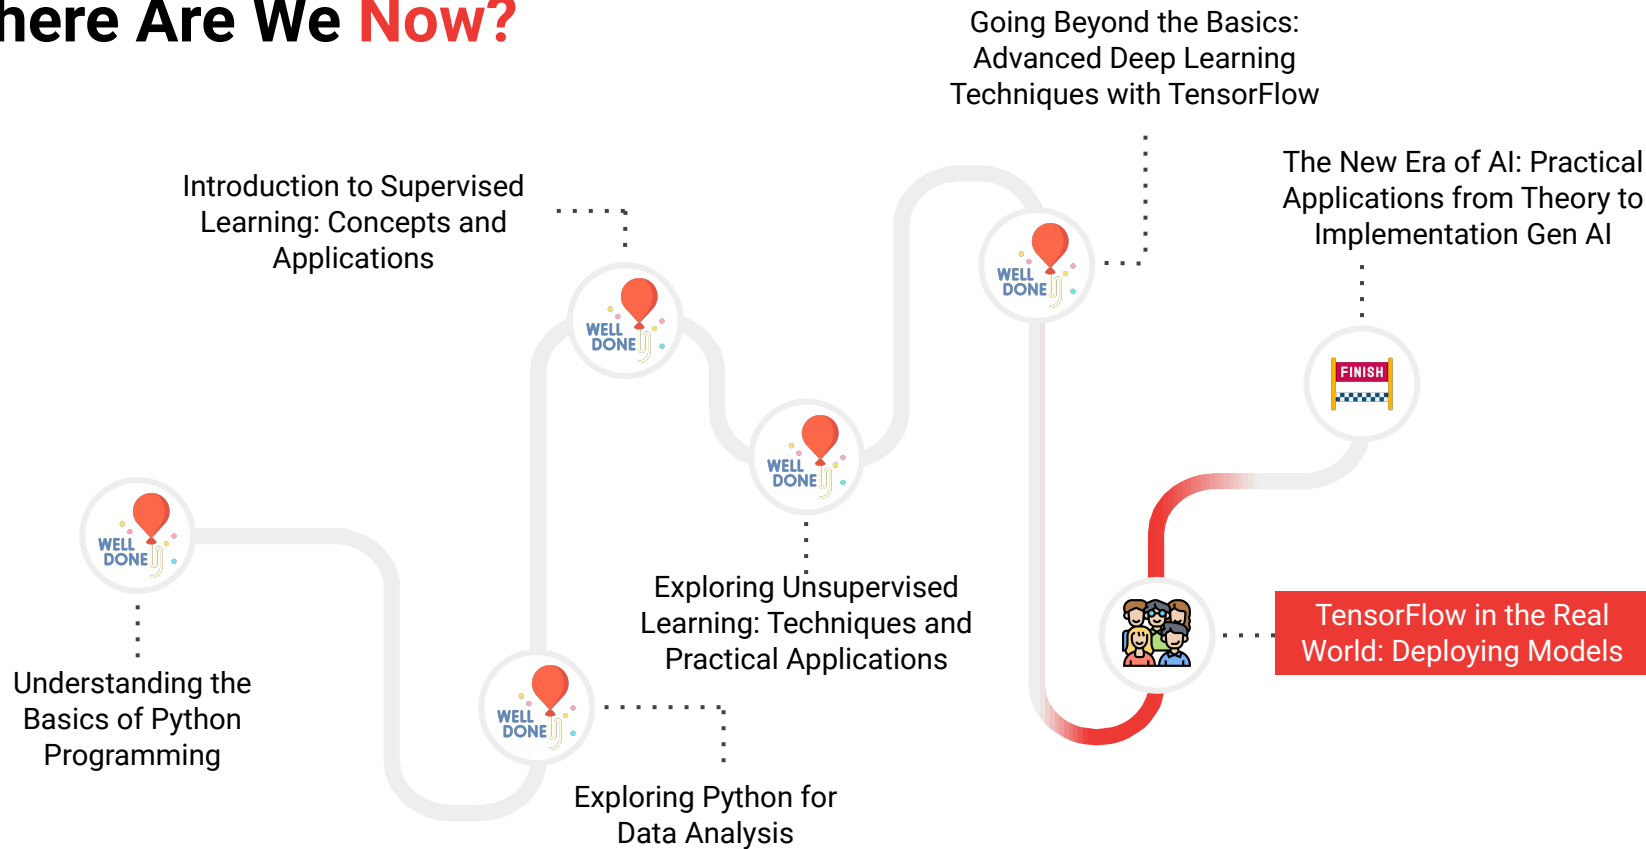 here Are We Now?
Going Beyond the Basics:
Advanced Deep Learning
Techniques with TensorFlow
The New Era of AI: Practical
Applications from Theory to
Implementation Gen AI
Introduction to Supervised
Learning: Concepts and
Applications
WELL
DONE
WELL
DONE
FINISH
WELL
DONE
WELL
DONE
Exploring Unsupervised
Learning: Techniques and
Practical Applications
TensorFlow in the Real
World: Deploying Models
Understanding the
Basics of Python
Programming
WELL
DONE
Exploring Python for
Data Analysis